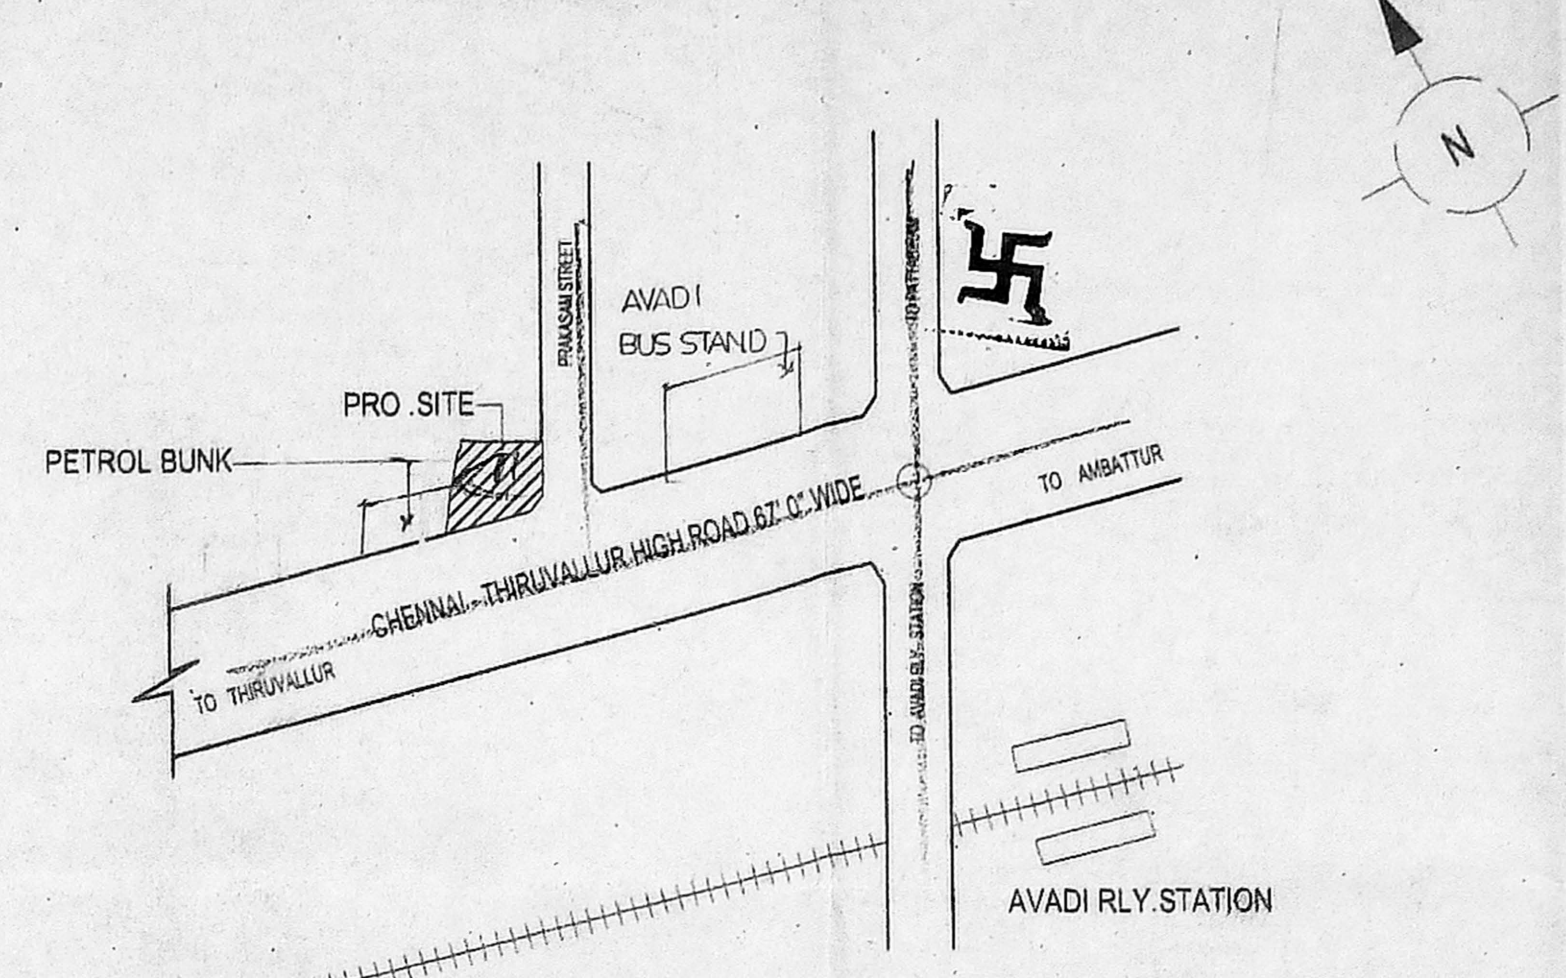 N
PRAKASAM STREET
AVADI
BUS STAND
PRO .SITE
PETROL BUNK
TO AMBATTUR
CHENNAI - THIRUVALLUR HIGH ROAD 67' 0" WIDE
TO THIRUVALLUR
TO AVADI RLY. STATION
AVADI RLY.STATION